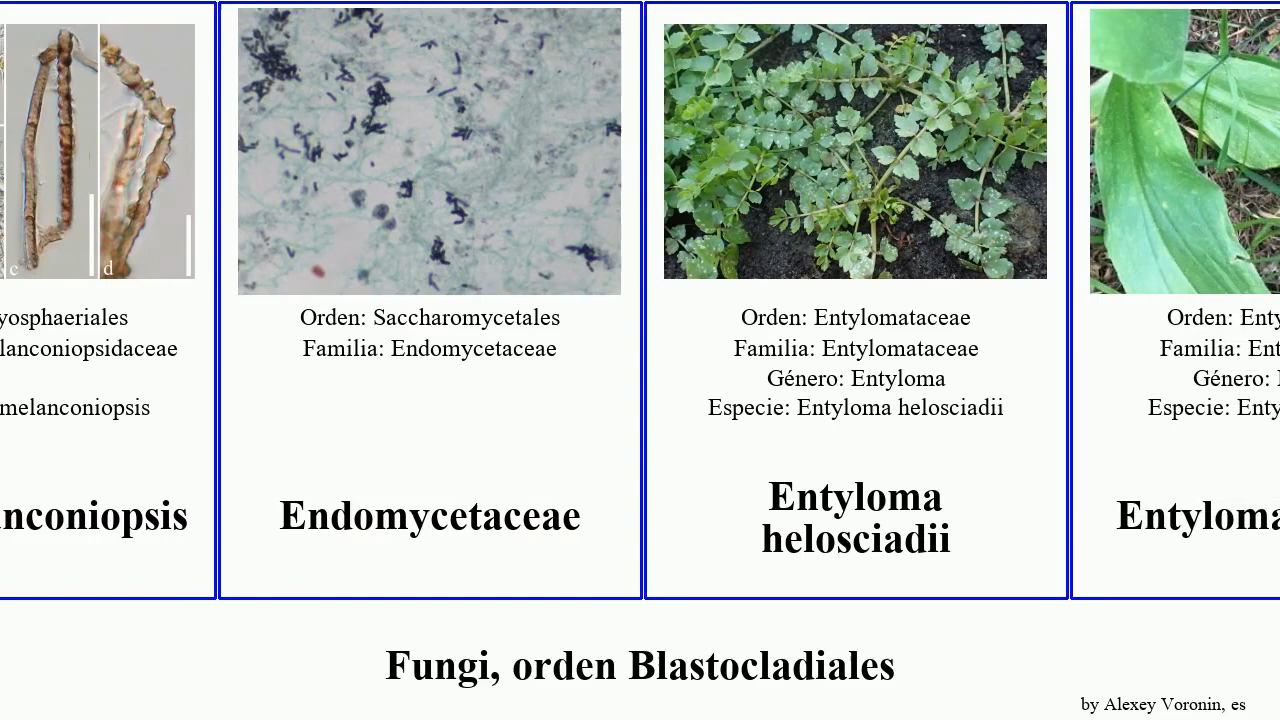 c
d
yosphaeriales
lanconiopsidaceae
melanconiopsis
nconiopsis
Orden: Saccharomycetales
Familia: Endomycetaceae
Endomycetaceae
Orden: Entylomataceae
Familia: Entylomataceae
Género: Entyloma
Especie: Entyloma helosciadii
Entyloma
helosciadii
Orden: Enty
Familia: Ent
Género:
Especie: Enty
Entyloma
Fungi, orden Blastocladiales
by Alexey Voronin, es